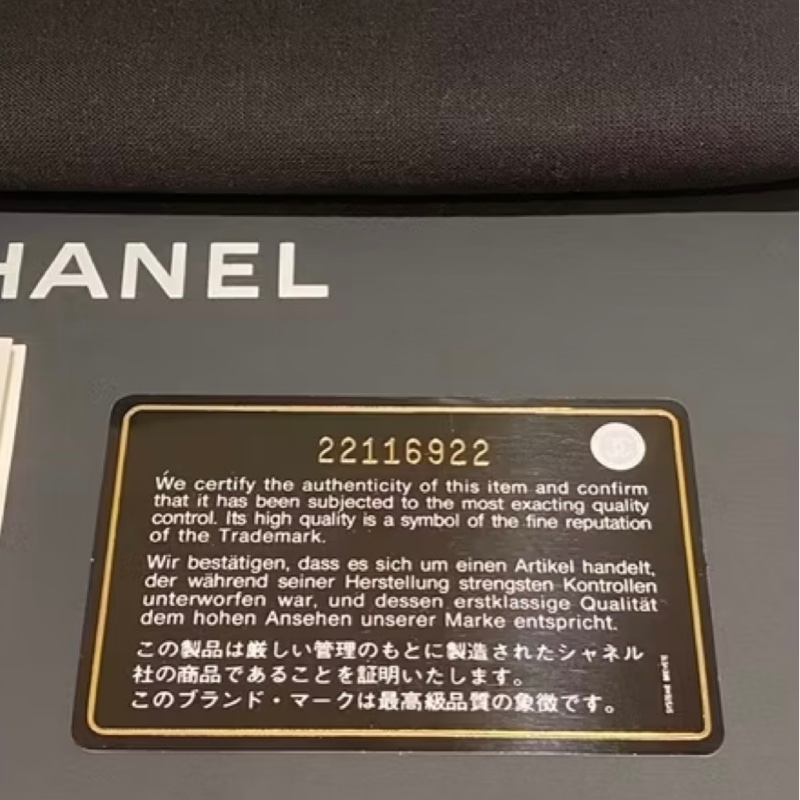 HANEL
22116922
We certify the authenticity of this item and confirm
that it has been subjected to the most exacting quality
control. Its high quality is a symbol of the fine reputation
of the Trademark.
Wir bestätigen, dass es sich um einen Artikel handelt,
der während seiner Herstellung strengsten Kontrollen
unterworfen war, und dessen erstklassige Qualität
dem hohen Ansehen unserer Marke entspricht.
この製品は厳しい管理のもとに製造されたシャネル
社の商品であることを証明いたします。
このブランド・マークは最高級品質の象徴です。